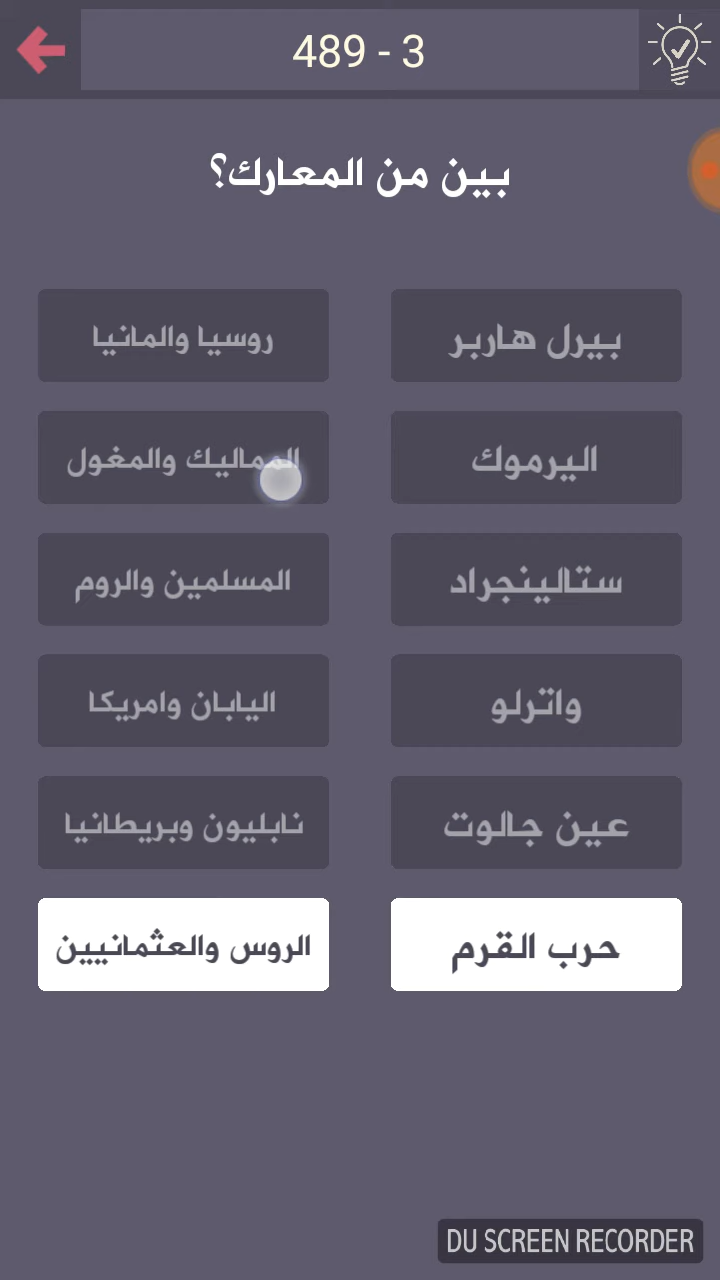 489 - 3
بين من المعارك؟
بيرل هاربر
روسيا والمانيا
اليرموك
المماليك والمغول
ستالينجراد
المسلمين والروم
واترلو
اليابان وامريكا
عين جالوت
نابليون وبريطانيا
حرب القرم
الروس والعثمانيين
DU SCREEN RECORDER